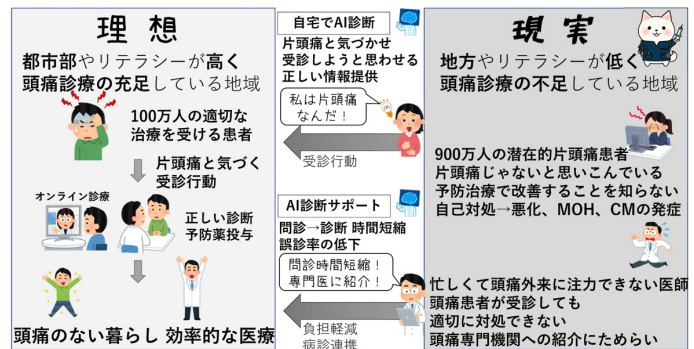 理想
都市部やリテラシーが高く
頭痛診療の充足している地域
100万人の適切な
治療を受ける患者
片頭痛と気づく
受診行動
オンライン診療
正しい診断
予防薬投与
頭痛のない暮らし 効率的な医療
自宅でAI診断
片頭痛と気づかせ
受診しようと思わせる
正しい情報提供
私は片頭痛
なんだ!
受診行動
AI診断サポート
問診→診断 時間短縮
誤診率の低下
問診時間短縮!
専門医に紹介!
負担軽減
病診連携
現実
地方やリテラシーが低く
頭痛診療の不足している地域
900万人の潜在的片頭痛患者
片頭痛じゃないと思いこんでいる
予防治療で改善することを知らない
自己対処→悪化、MOH、CMの発症
忙しくて頭痛外来に注力できない医師
頭痛患者が受診しても
適切に対処できない
頭痛専門機関への紹介にためらい